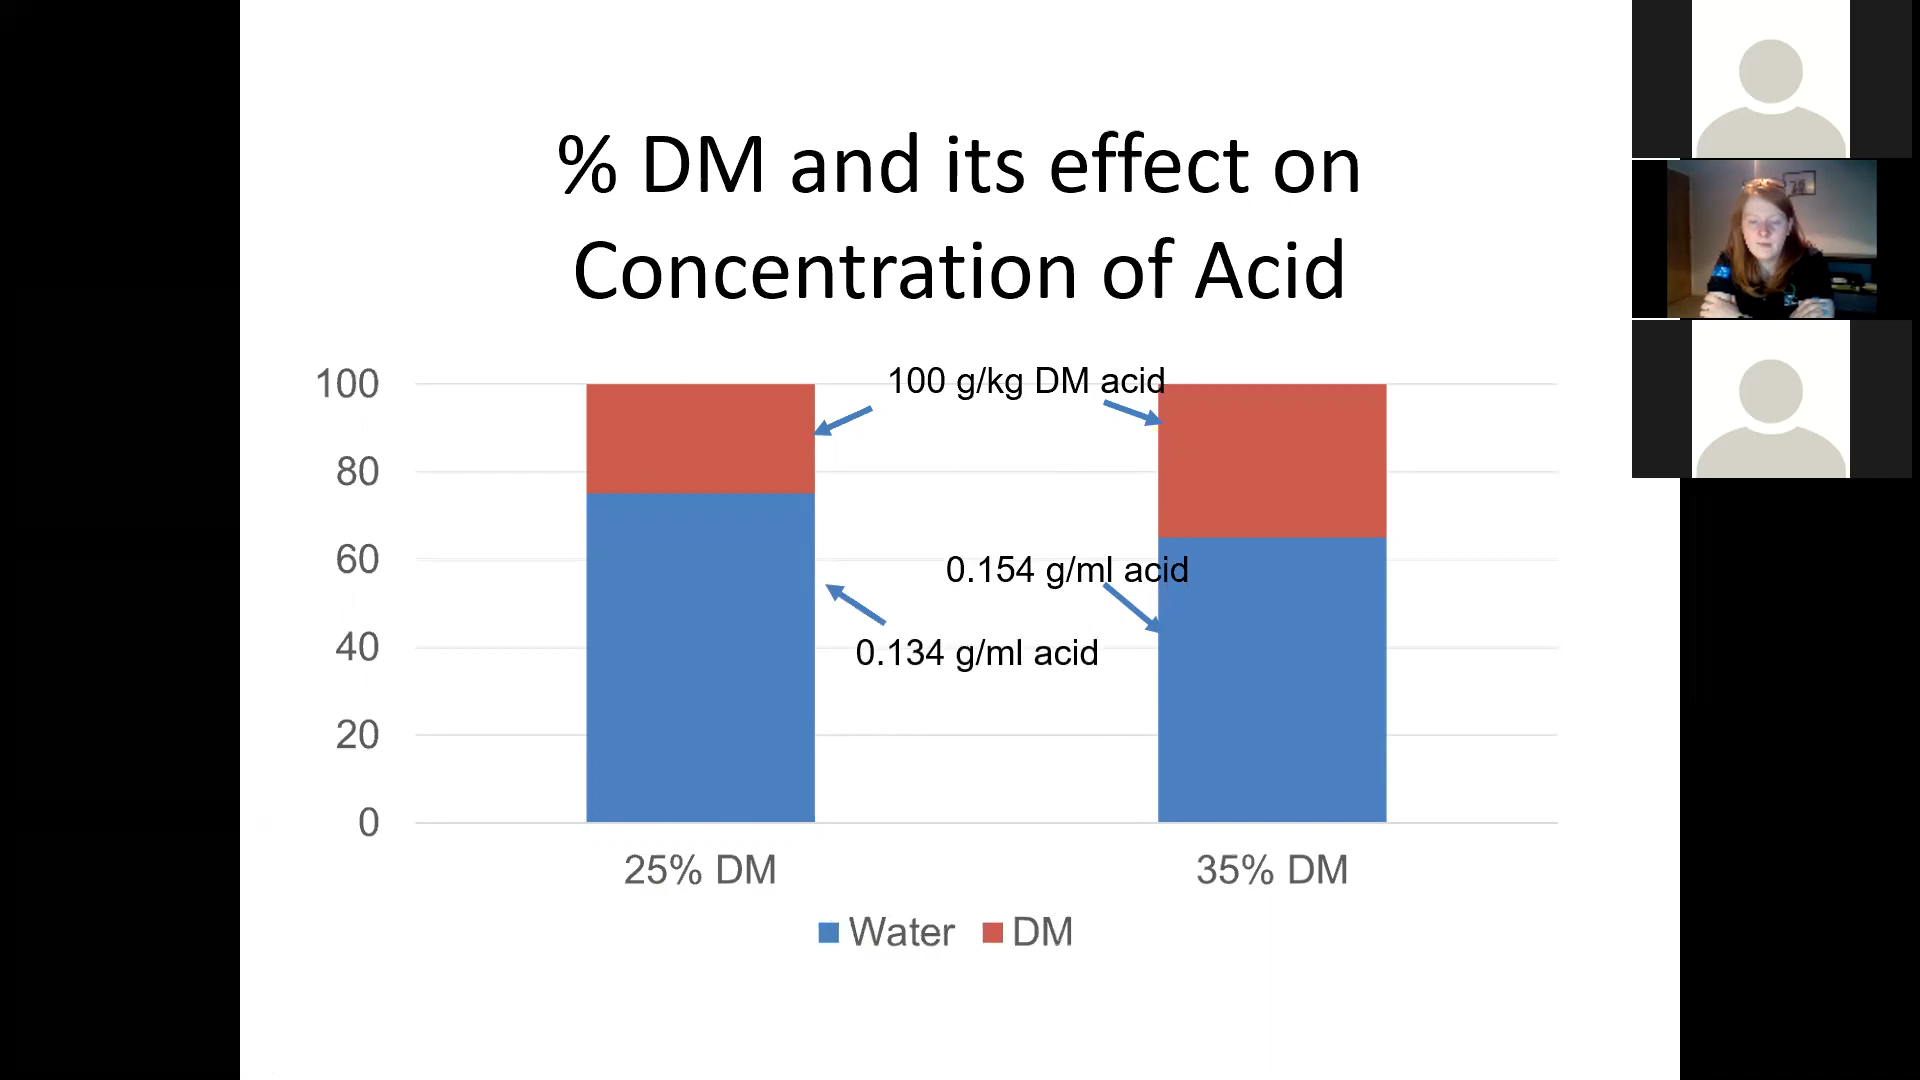 % DM and its effect on
Concentration of Acid
100 g/kg DM acid
0.154 g/ml acid
0.134 g/ml acid
100
80
60
40
20
0
25% DM
35% DM
Water
DM